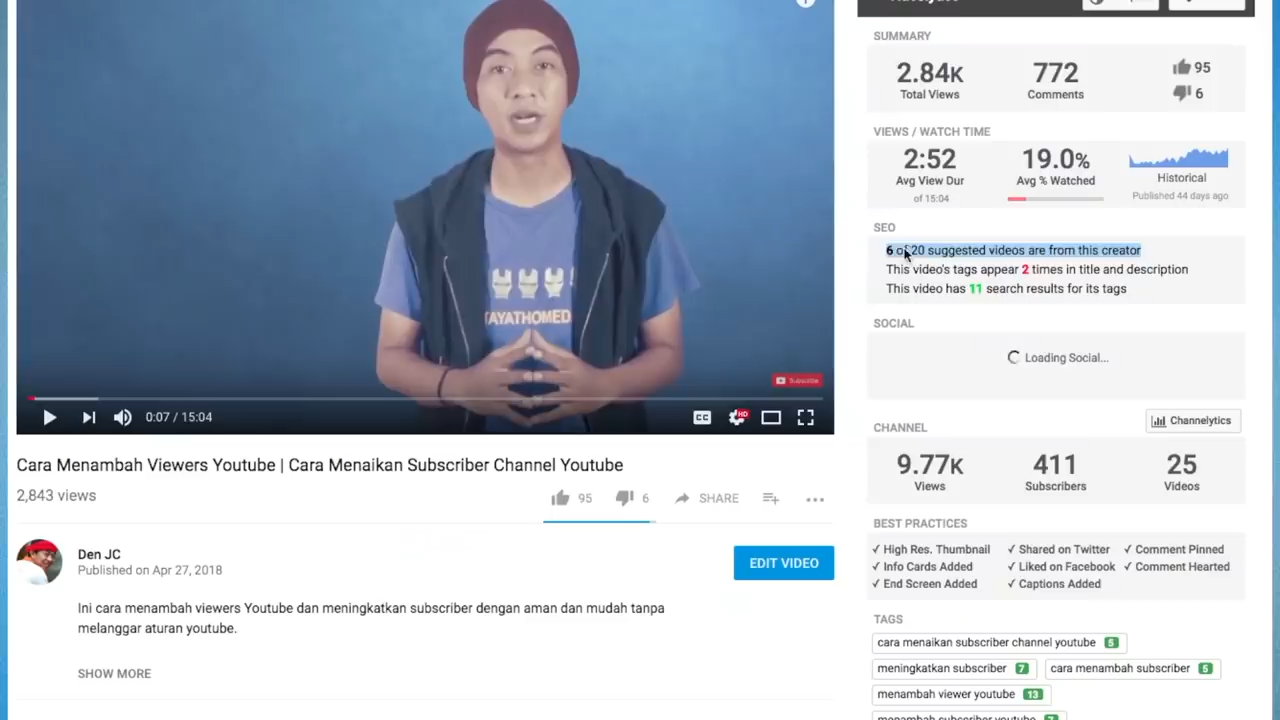 TAYATHOMED
Subscribe
0:07 / 15:04
CC
HD
Cara Menambah Viewers Youtube | Cara Menaikan Subscriber Channel Youtube
2,843 views
95
6
SHARE
Den JC
Published on Apr 27, 2018
EDIT VIDEO
Ini cara menambah viewers Youtube dan meningkatkan subscriber dengan aman dan mudah tanpa
melanggar aturan youtube.
SHOW MORE
SUMMARY
2.84K
Total Views
772
Comments
95
6
VIEWS / WATCH TIME
2:52
Avg View Dur
of 15:04
19.0%
Avg % Watched
Historical
Published 44 days ago
SEO
6 of 20 suggested videos are from this creator
This video's tags appear 2 times in title and description
This video has 11 search results for its tags
SOCIAL
Loading Social...
CHANNEL
Channelytics
9.77K
Views
411
Subscribers
25
Videos
BEST PRACTICES
✓ High Res. Thumbnail ✓ Shared on Twitter ✓ Comment Pinned
✓ Info Cards Added ✓ Liked on Facebook ✓ Comment Hearted
✓ End Screen Added ✓ Captions Added
TAGS
cara menaikan subscriber channel youtube 5
meningkatkan subscriber 7 cara menambah subscriber 5
menambah viewer youtube 13
menambah subscriber youtube 7